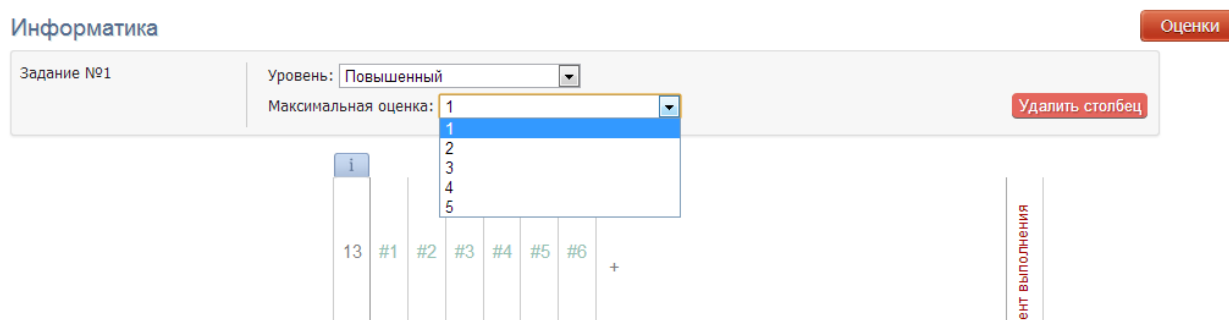 Информатика
Оценки
Задание №1
Уровень: Повышенный
Максимальная оценка: 1
Удалить столбец
1
2
3
4
5
i
13 #1 #2 #3 #4 #5 #6 +
выполнения